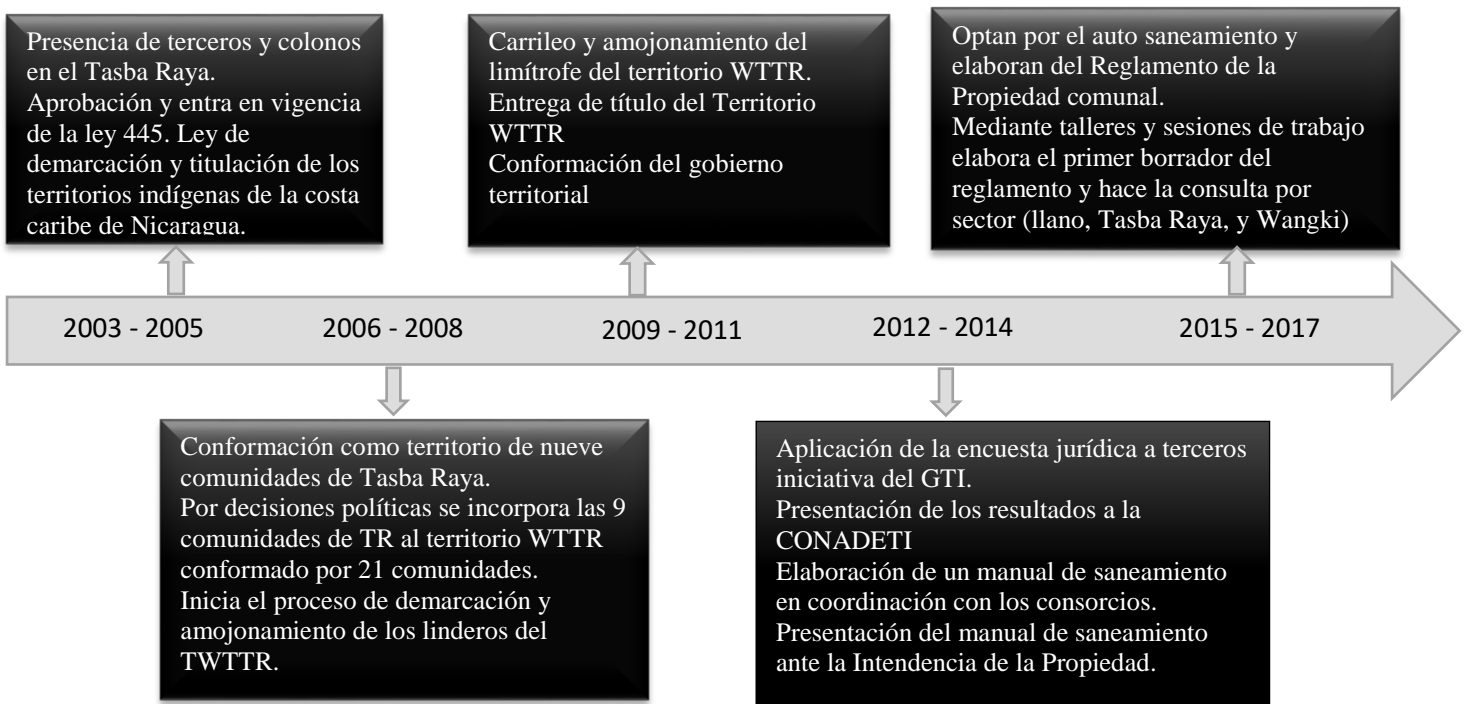 Presencia de terceros y colonos
en el Tasba Raya.
Aprobación y entra en vigencia
de la ley 445. Ley de
demarcación y titulación de los
territorios indígenas de la costa
caribe de Nicaragua.
Carrileo y amojonamiento del
limítrofe del territorio WTTR.
Entrega de título del Territorio
WTTR
Conformación del gobierno
territorial
Optan por el auto saneamiento y
elaboran del Reglamento de la
Propiedad comunal.
Mediante talleres y sesiones de trabajo
elabora el primer borrador del
reglamento y hace la consulta por
sector (llano, Tasba Raya, y Wangki)
2003 - 2005
2006 - 2008
2009 - 2011
2012 - 2014
2015 - 2017
Conformación como territorio de nueve
comunidades de Tasba Raya.
Por decisiones políticas se incorpora las 9
comunidades de TR al territorio WTTR
conformado por 21 comunidades.
Inicia el proceso de demarcación y
amojonamiento de los linderos del
TWTTR.
Aplicación de la encuesta jurídica a terceros
iniciativa del GTI.
Presentación de los resultados a la
CONADETI
Elaboración de un manual de saneamiento
en coordinación con los consorcios.
Presentación del manual de saneamiento
ante la Intendencia de la Propiedad.